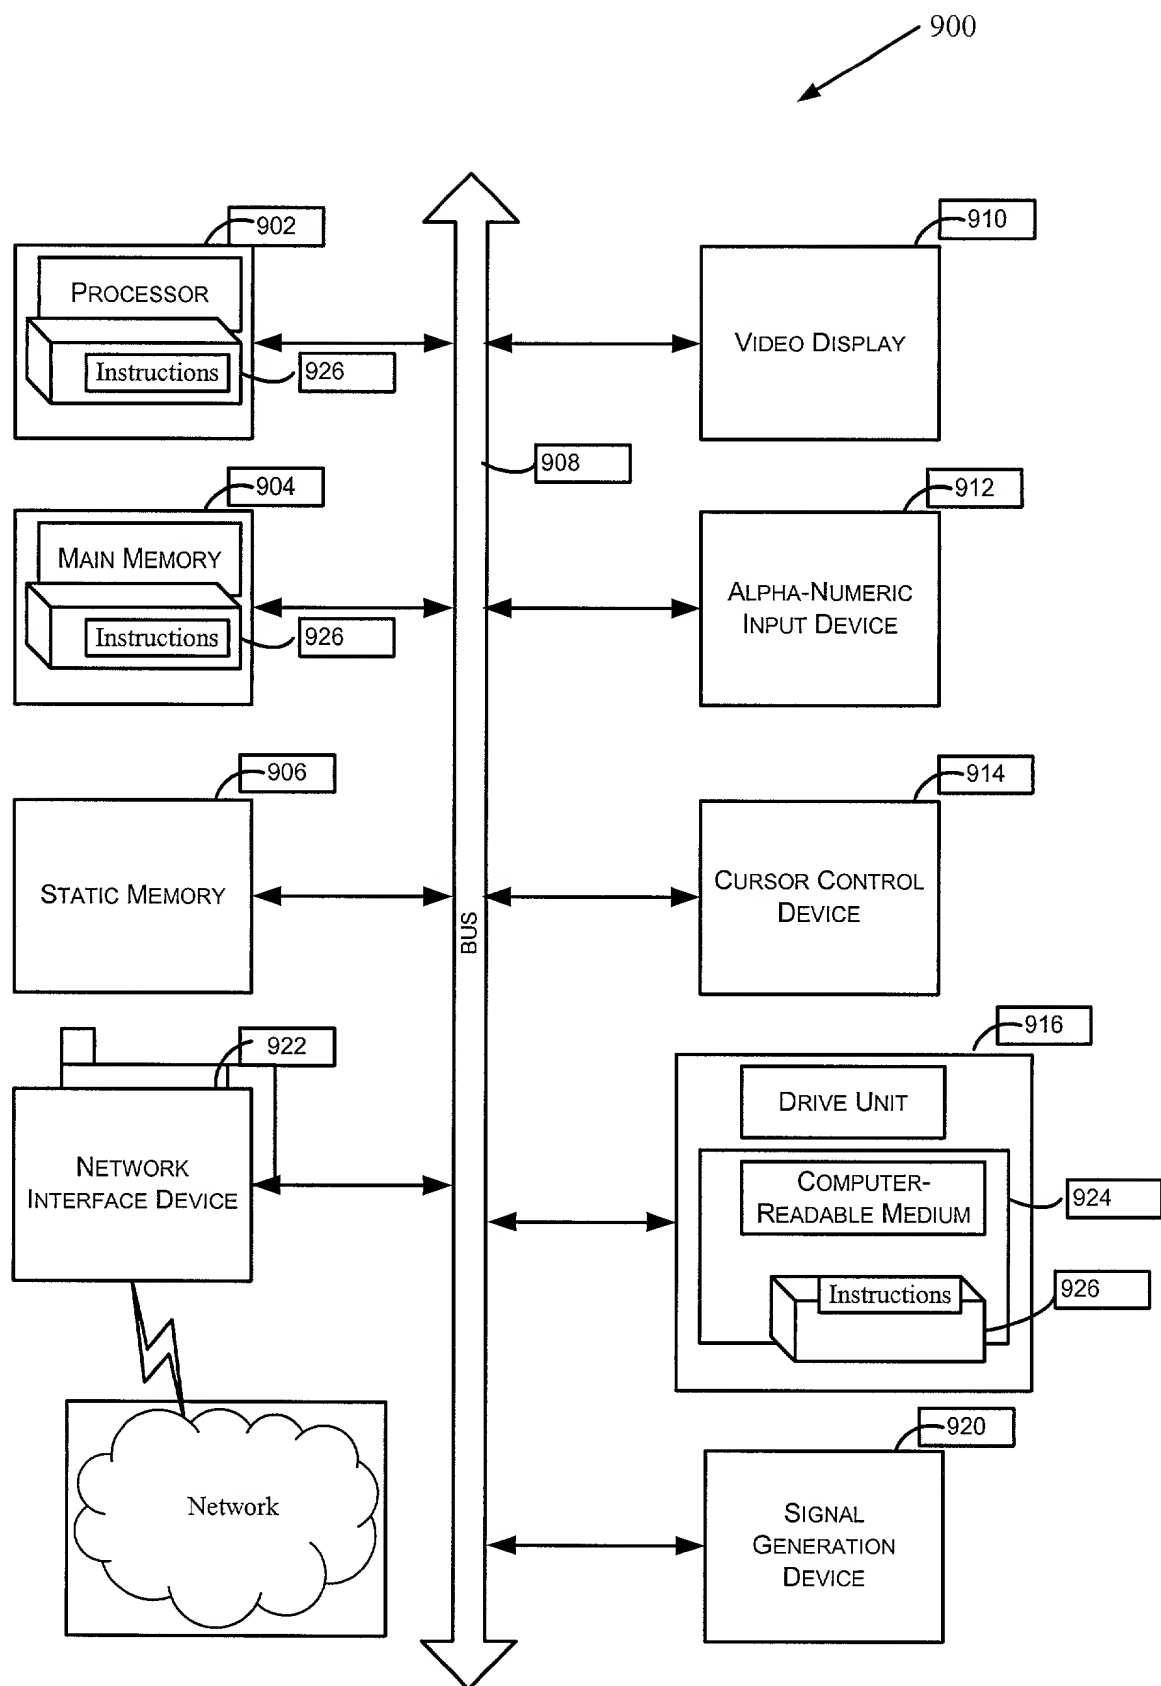 900
902
PROCESSOR
Instructions
926
904
MAIN MEMORY
Instructions
926
906
STATIC MEMORY
922
NETWORK
INTERFACE DEVICE
Network
BUS
908
910
VIDEO DISPLAY
912
ALPHA-NUMERIC
INPUT DEVICE
914
CURSOR CONTROL
DEVICE
916
DRIVE UNIT
COMPUTER-
READABLE MEDIUM
924
Instructions
926
920
SIGNAL
GENERATION
DEVICE